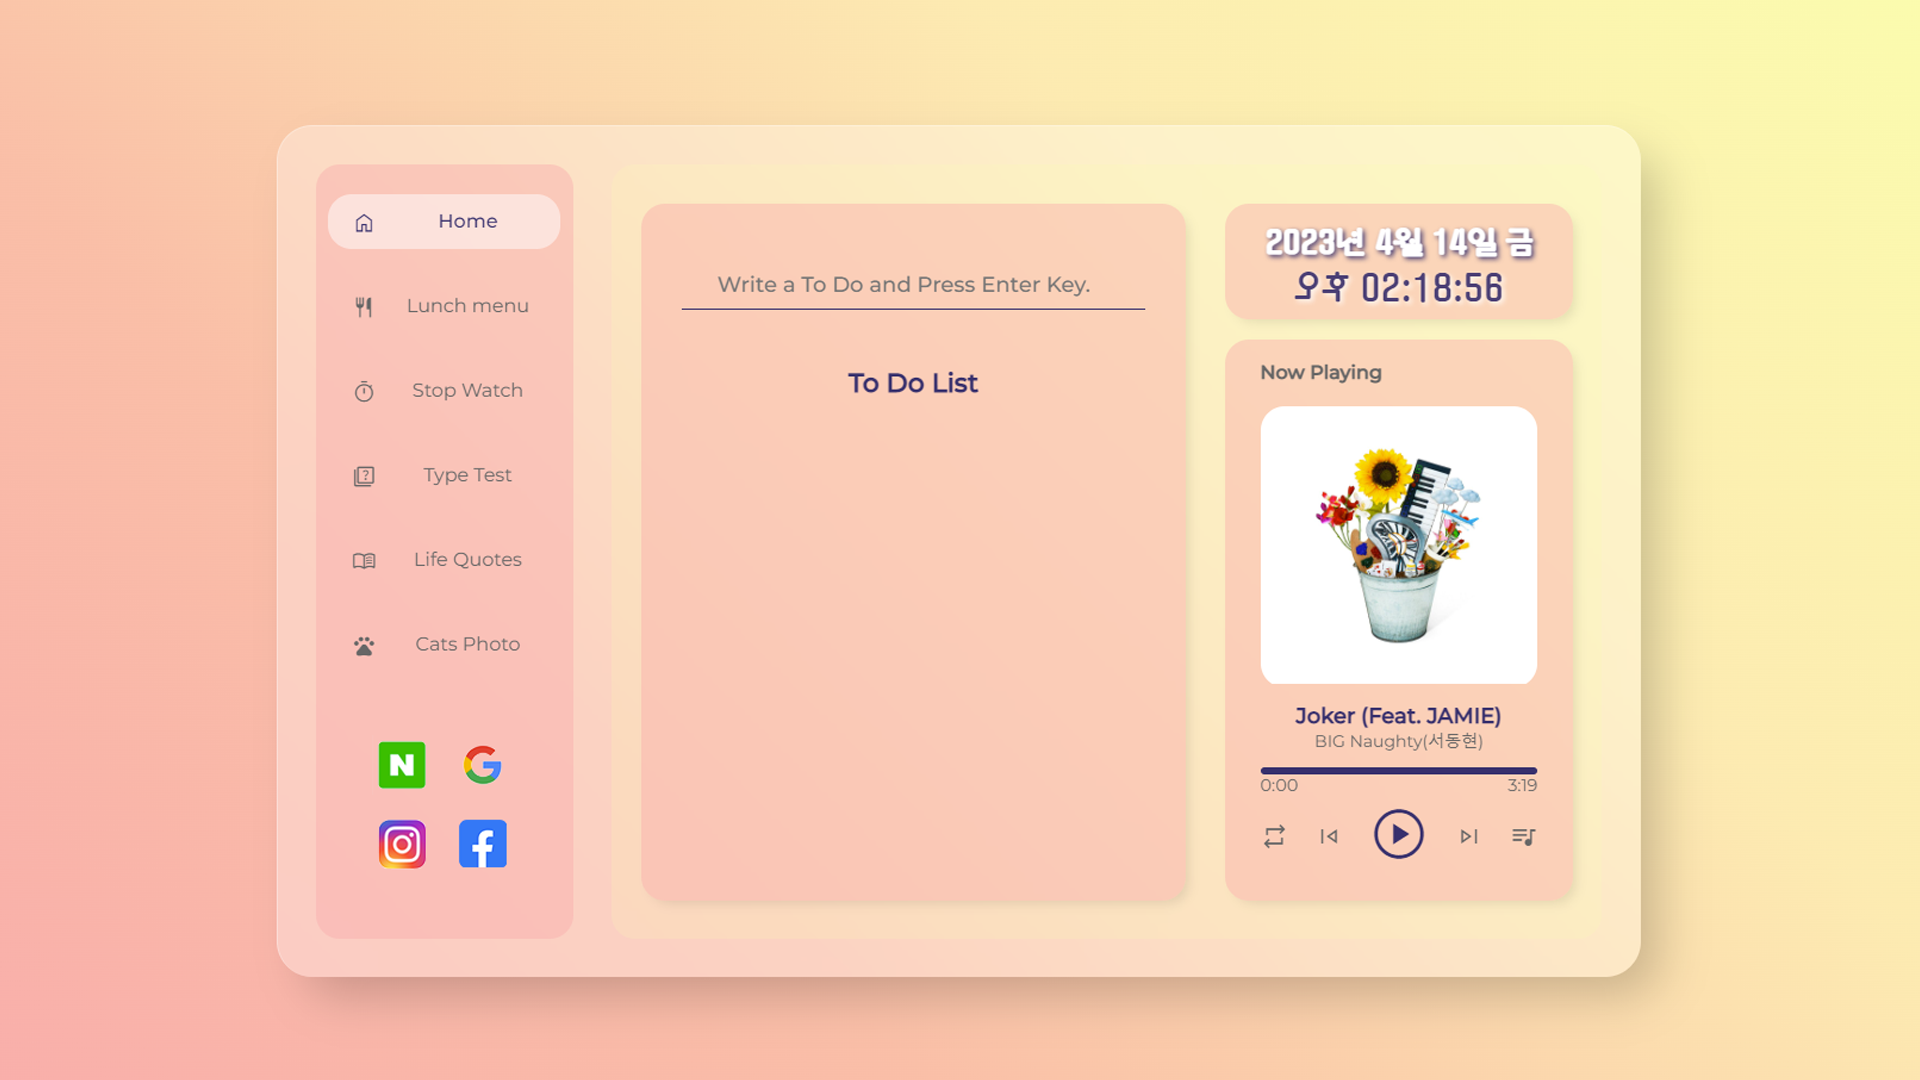 Home
Lunch menu
Stop Watch
Type Test
Life Quotes
Cats Photo
N
G
f
Write a To Do and Press Enter Key.
To Do List
2023년 4월 14일 금
오후 02:18:56
Now Playing
Joker (Feat. JAMIE)
BIG Naughty(서동현)
0:00 3:19